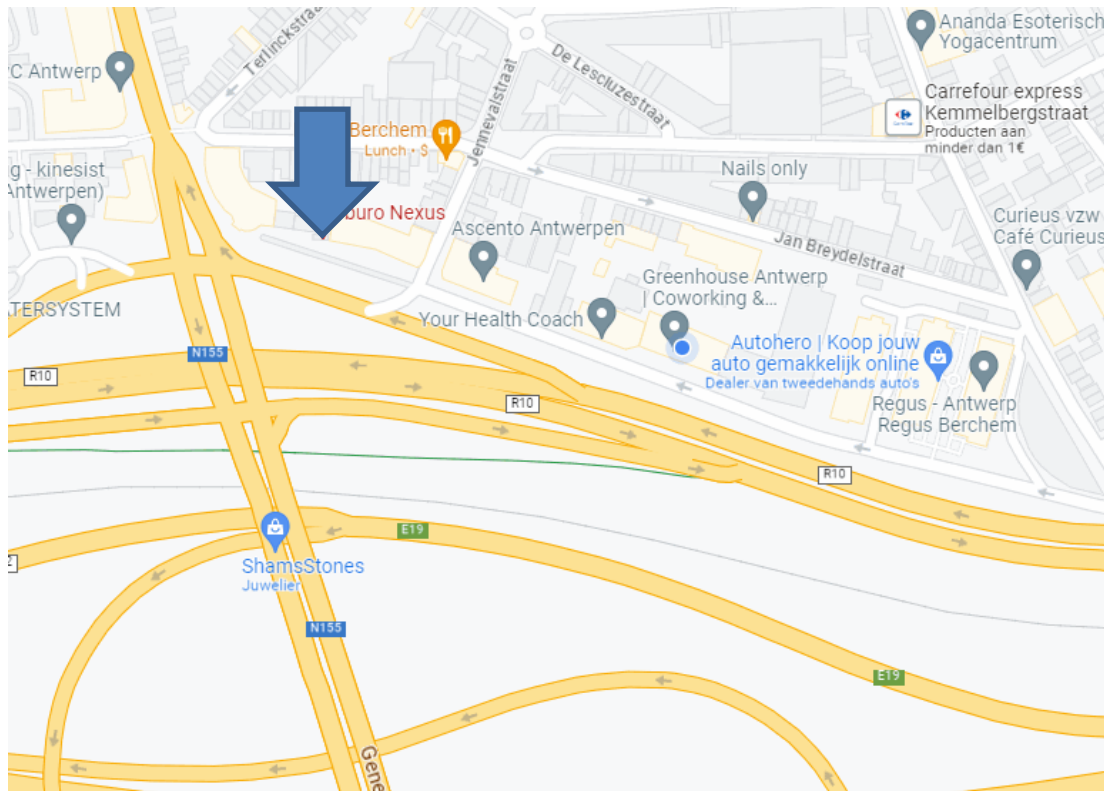 Ananda Esoterisch
Yogacentrum
Terlinckstraat
De Lescluzestraat
C Antwerp
Carrefour express
Kemmelbergstraat
Producten aan
minder dan 1€
Jennevalstraat
Berchem
Lunch • $
g - kinesist
Antwerpen)
Nails only
buro Nexus
Ascento Antwerpen
Curieus vzw
Café Curieus
Jan Breydelstraat
Greenhouse Antwerp
| Coworking &...
ATERSYSTEM
Your Health Coach
Autohero | Koop jouw
auto gemakkelijk online
Dealer van tweedehands auto's
N155
R10
R10
Regus - Antwerp
Regus Berchem
R10
E19
2
ShamsStones
Juwelier
N155
E19
Gene